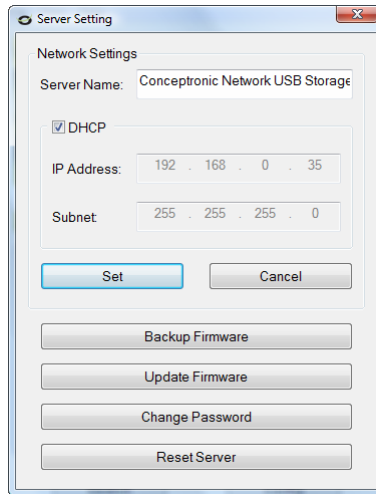 Server Setting
Network Settings
Server Name: Conceptronic Network USB Storage
DHCP
IP Address: 192 . 168 . 0 . 35
Subnet: 255 . 255 . 255 . 0
Set Cancel
Backup Firmware
Update Firmware
Change Password
Reset Server